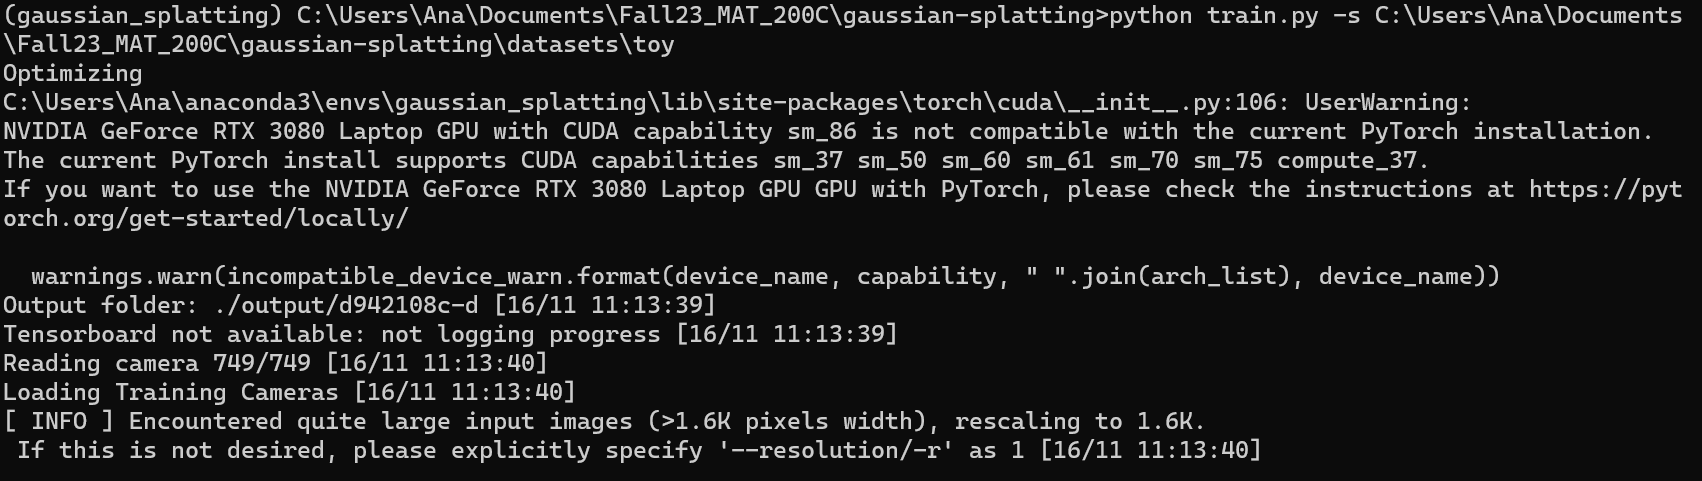 (gaussian_splatting) C:\Users\Ana\Documents\Fall23_MAT_200C\gaussian-splatting>python train.py -s C:\Users\Ana\Documents
\Fall23_MAT_200C\gaussian-splatting\datasets\toy
Optimizing
C:\Users\Ana\anaconda3\envs\gaussian_splatting\lib\site-packages\torch\cuda\__init__.py:106: UserWarning:
NVIDIA GeForce RTX 3080 Laptop GPU with CUDA capability sm_86 is not compatible with the current PyTorch installation.
The current PyTorch install supports CUDA capabilities sm_37 sm_50 sm_60 sm_61 sm_70 sm_75 compute_37.
If you want to use the NVIDIA GeForce RTX 3080 Laptop GPU GPU with PyTorch, please check the instructions at https://pyt
orch.org/get-started/locally/

  warnings.warn(incompatible_device_warn.format(device_name, capability, " ".join(arch_list), device_name))
Output folder: ./output/d942108c-d [16/11 11:13:39]
Tensorboard not available: not logging progress [16/11 11:13:39]
Reading camera 749/749 [16/11 11:13:40]
Loading Training Cameras [16/11 11:13:40]
[ INFO ] Encountered quite large input images (>1.6K pixels width), rescaling to 1.6K.
 If this is not desired, please explicitly specify '--resolution/-r' as 1 [16/11 11:13:40]